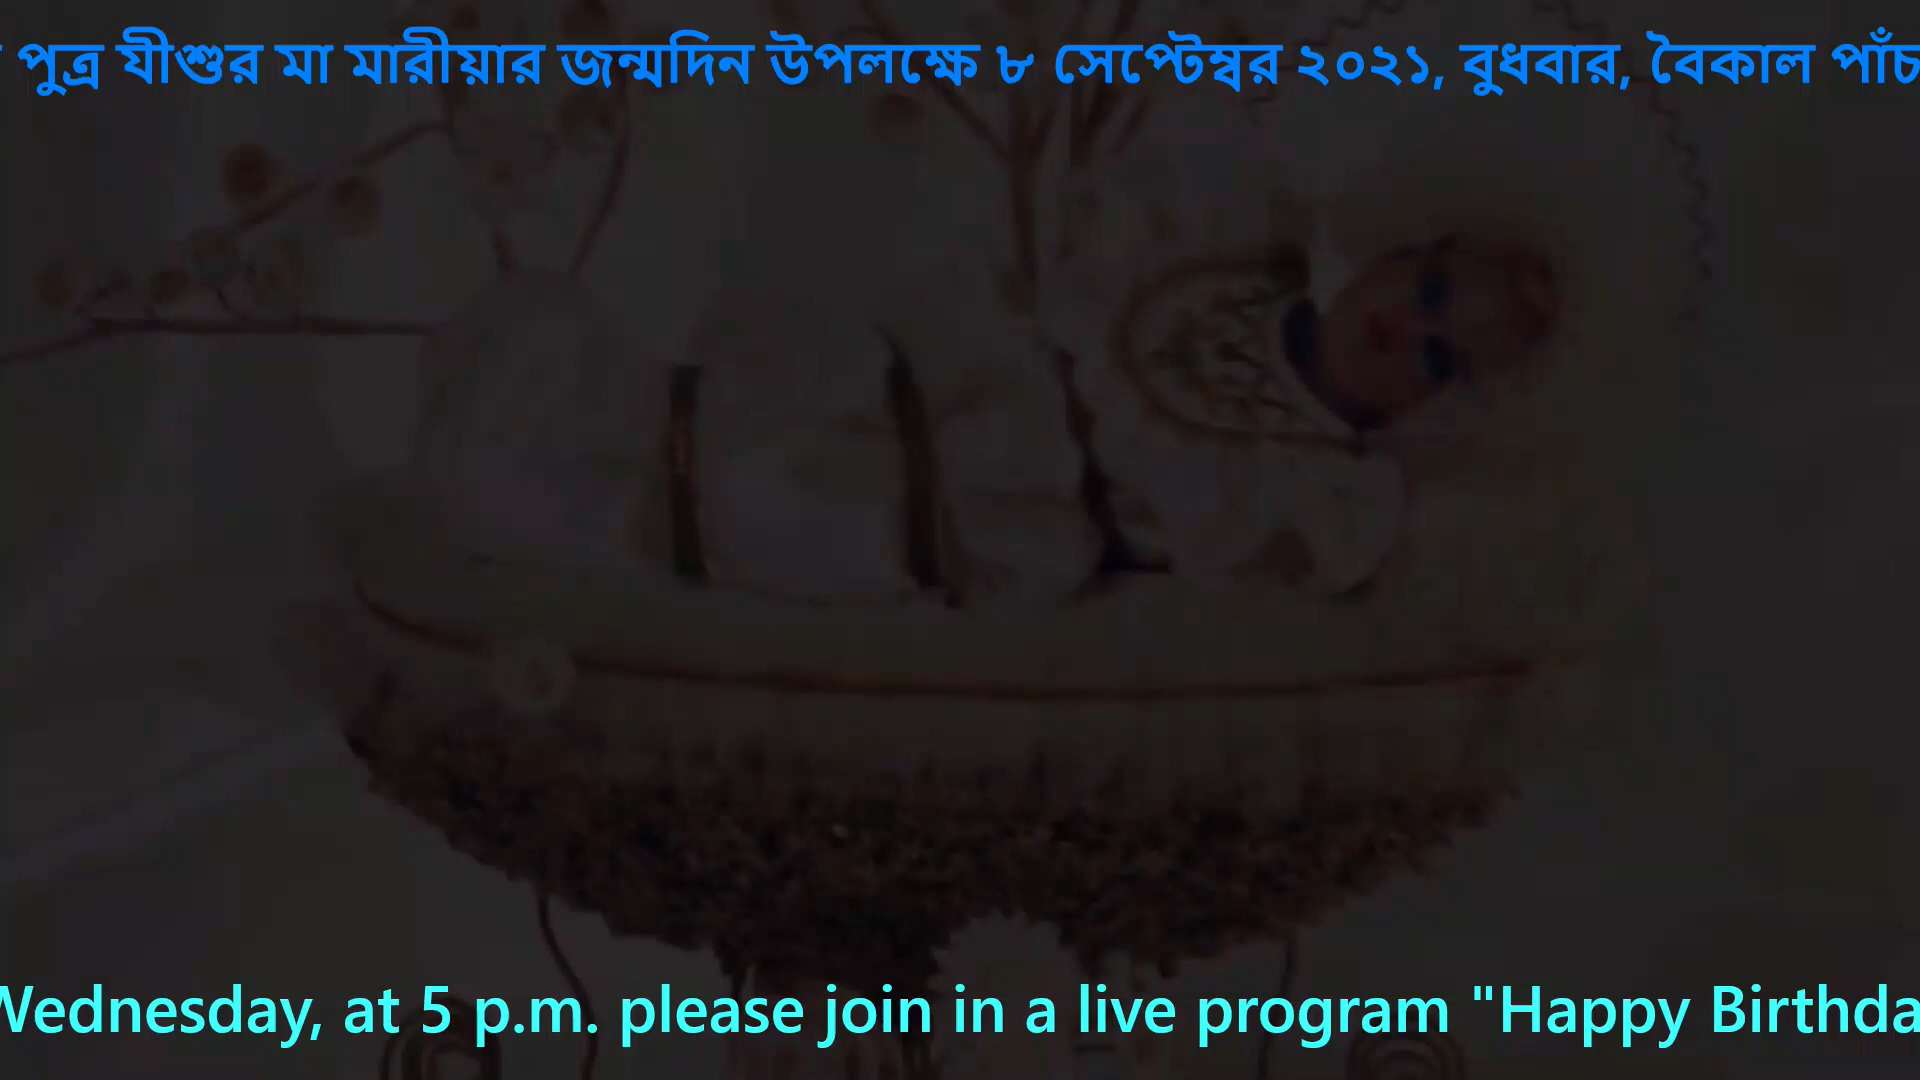 পুত্র যীশুর মা মারীয়ার জন্মদিন উপলক্ষে ৮ সেপ্টেম্বর ২০২১, বুধবার, বৈকাল পাঁচ
Wednesday, at 5 p.m. please join in a live program "Happy Birthda